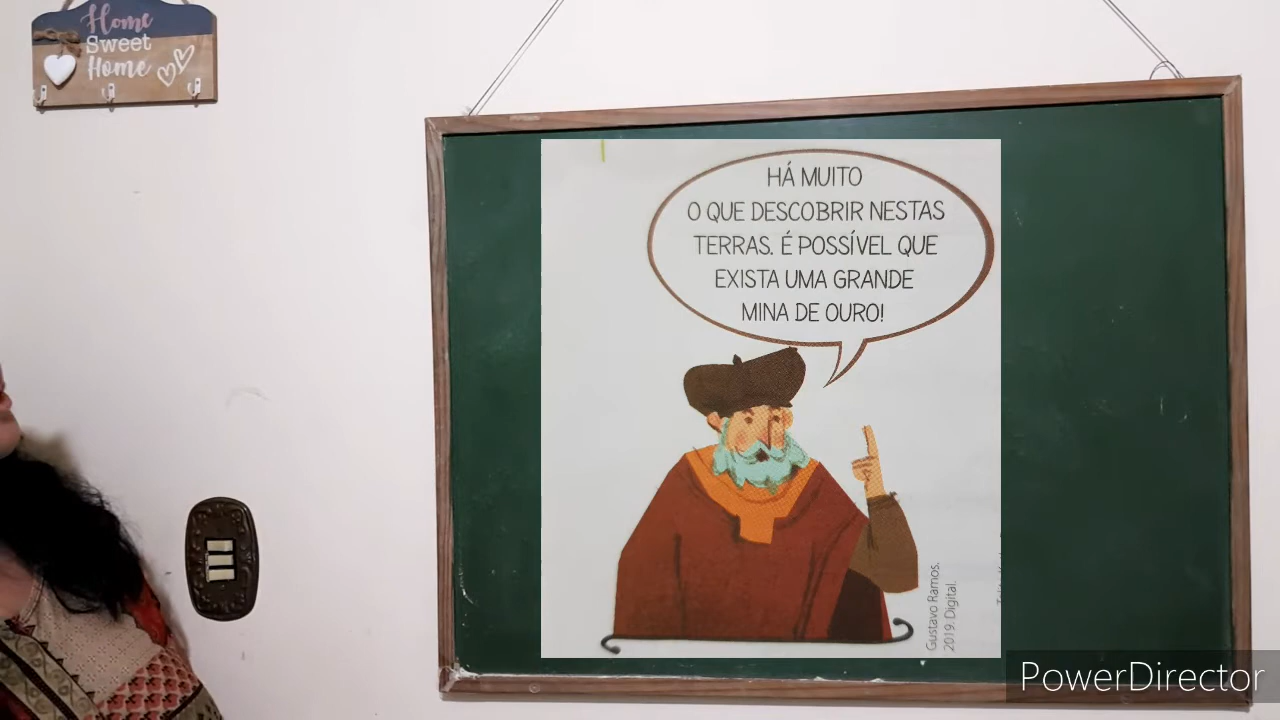 Home
Sweet
Home
HÁ MUITO
O QUE DESCOBRIR NESTAS
TERRAS. É POSSÍVEL QUE
EXISTA UMA GRANDE
MINA DE OURO!
Gustavo Ramos.
2019. Digital.
PowerDirector